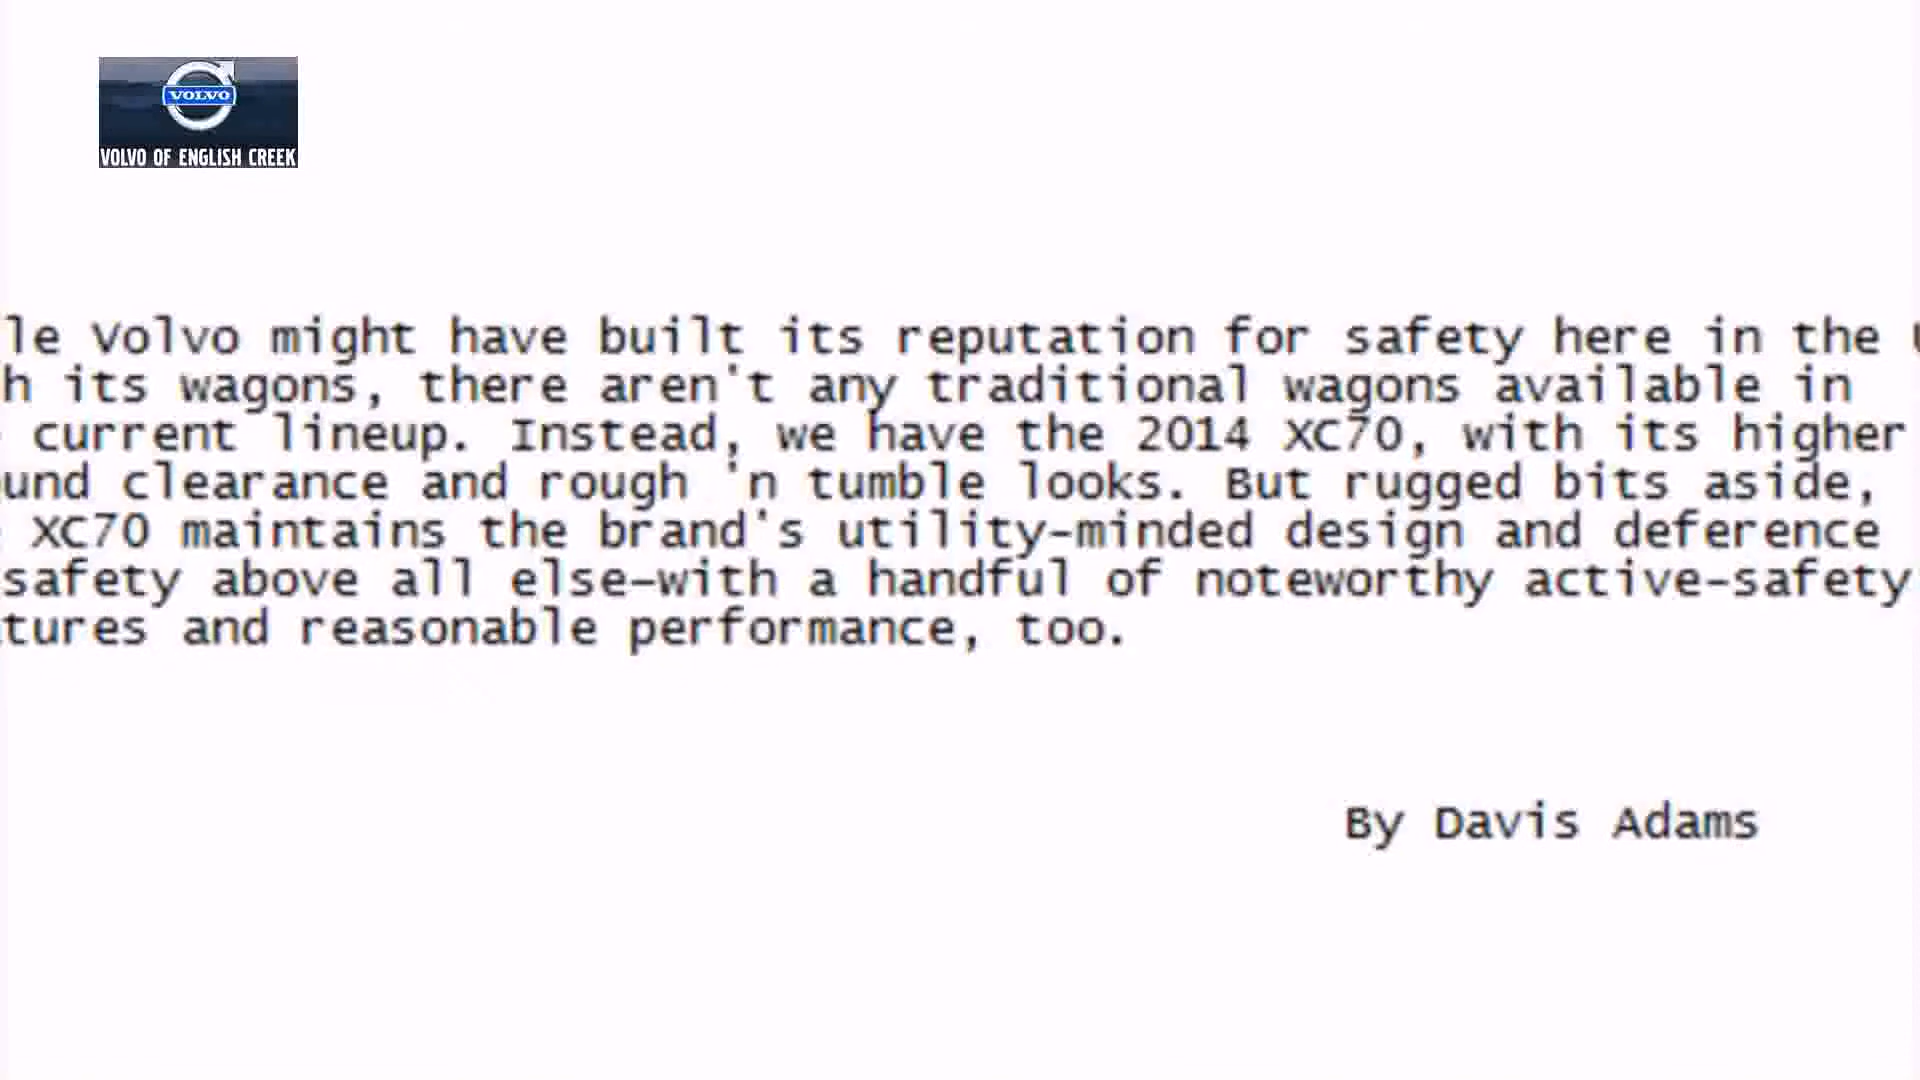 VOLVO
VOLVO OF ENGLISH CREEK
le Volvo might have built its reputation for safety here in the
h its wagons, there aren't any traditional wagons available in
current lineup. Instead, we have the 2014 XC70, with its higher
und clearance and rough 'n tumble looks. But rugged bits aside,
XC70 maintains the brand's utility-minded design and deference
safety above all else—with a handful of noteworthy active-safety
tures and reasonable performance, too.
By Davis Adams